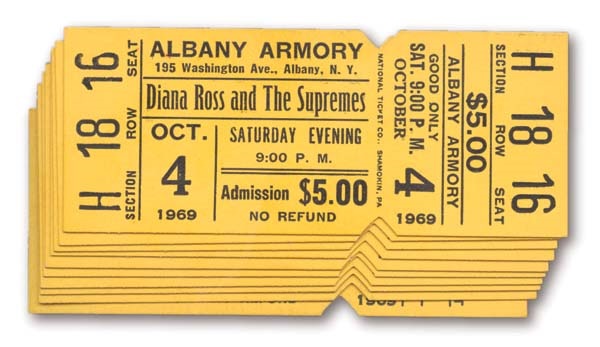 H 18 16
SECTION ROW SEAT
ALBANY ARMORY
195 Washington Ave., Albany, N. Y.
Diana Ross and The Supremes
OCT.
4
1969
SATURDAY EVENING
9:00 P. M.
Admission $5.00
NO REFUND
NATIONAL TICKET CO., SHAMOKIN, PA
OCTOBER
SAT. 9:00 P. M.
GOOD ONLY
4
1969
ALBANY ARMORY
$5.00
SECTION ROW SEAT
H 18 16
1969